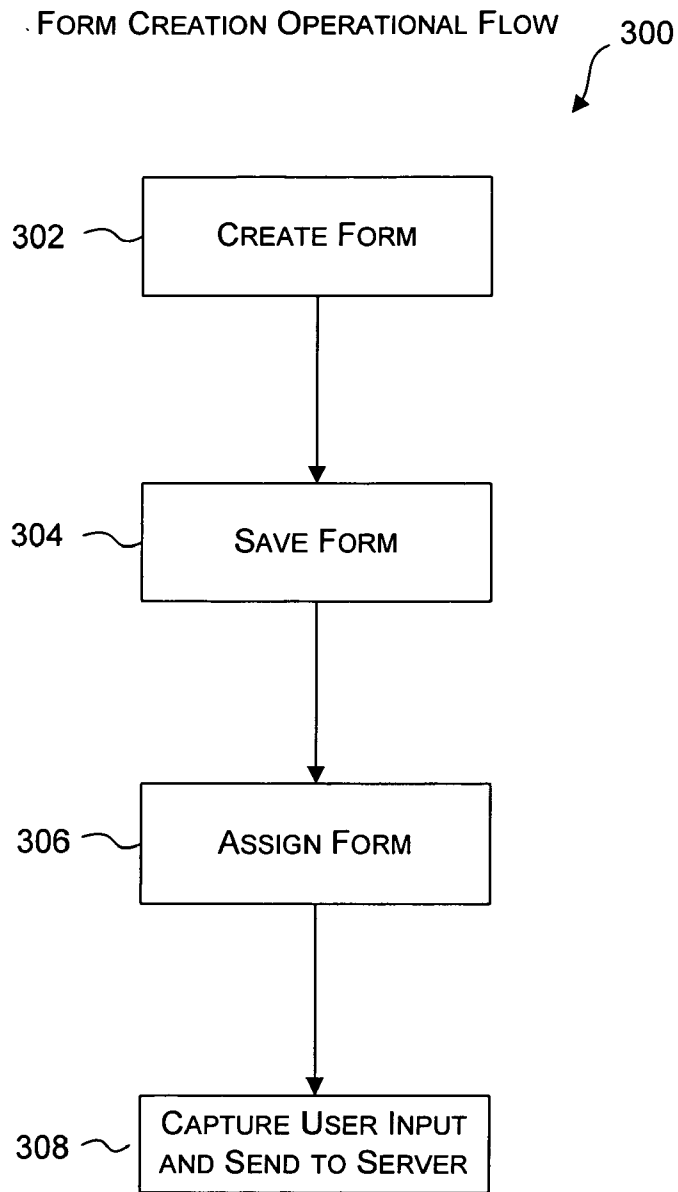 FORM CREATION OPERATIONAL FLOW
300
302
CREATE FORM
304
SAVE FORM
306
ASSIGN FORM
308
CAPTURE USER INPUT
AND SEND TO SERVER